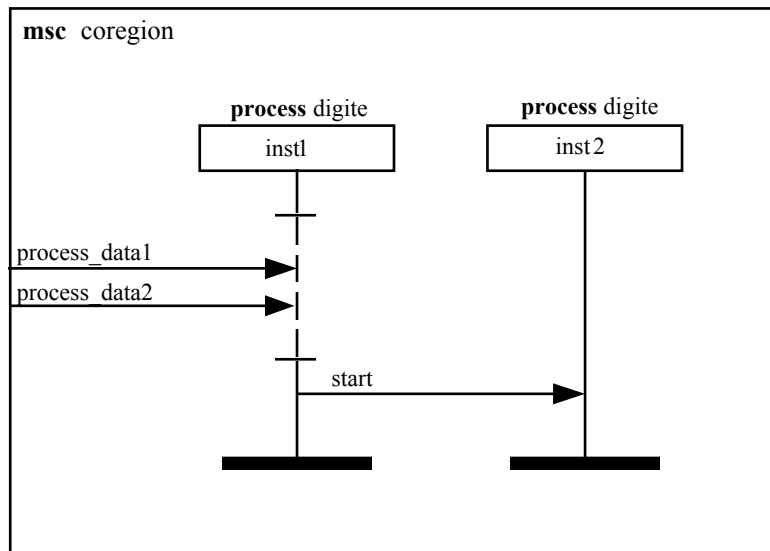 msc coregion
process digite
process digite
inst1
inst2
process_data1
process_data2
start